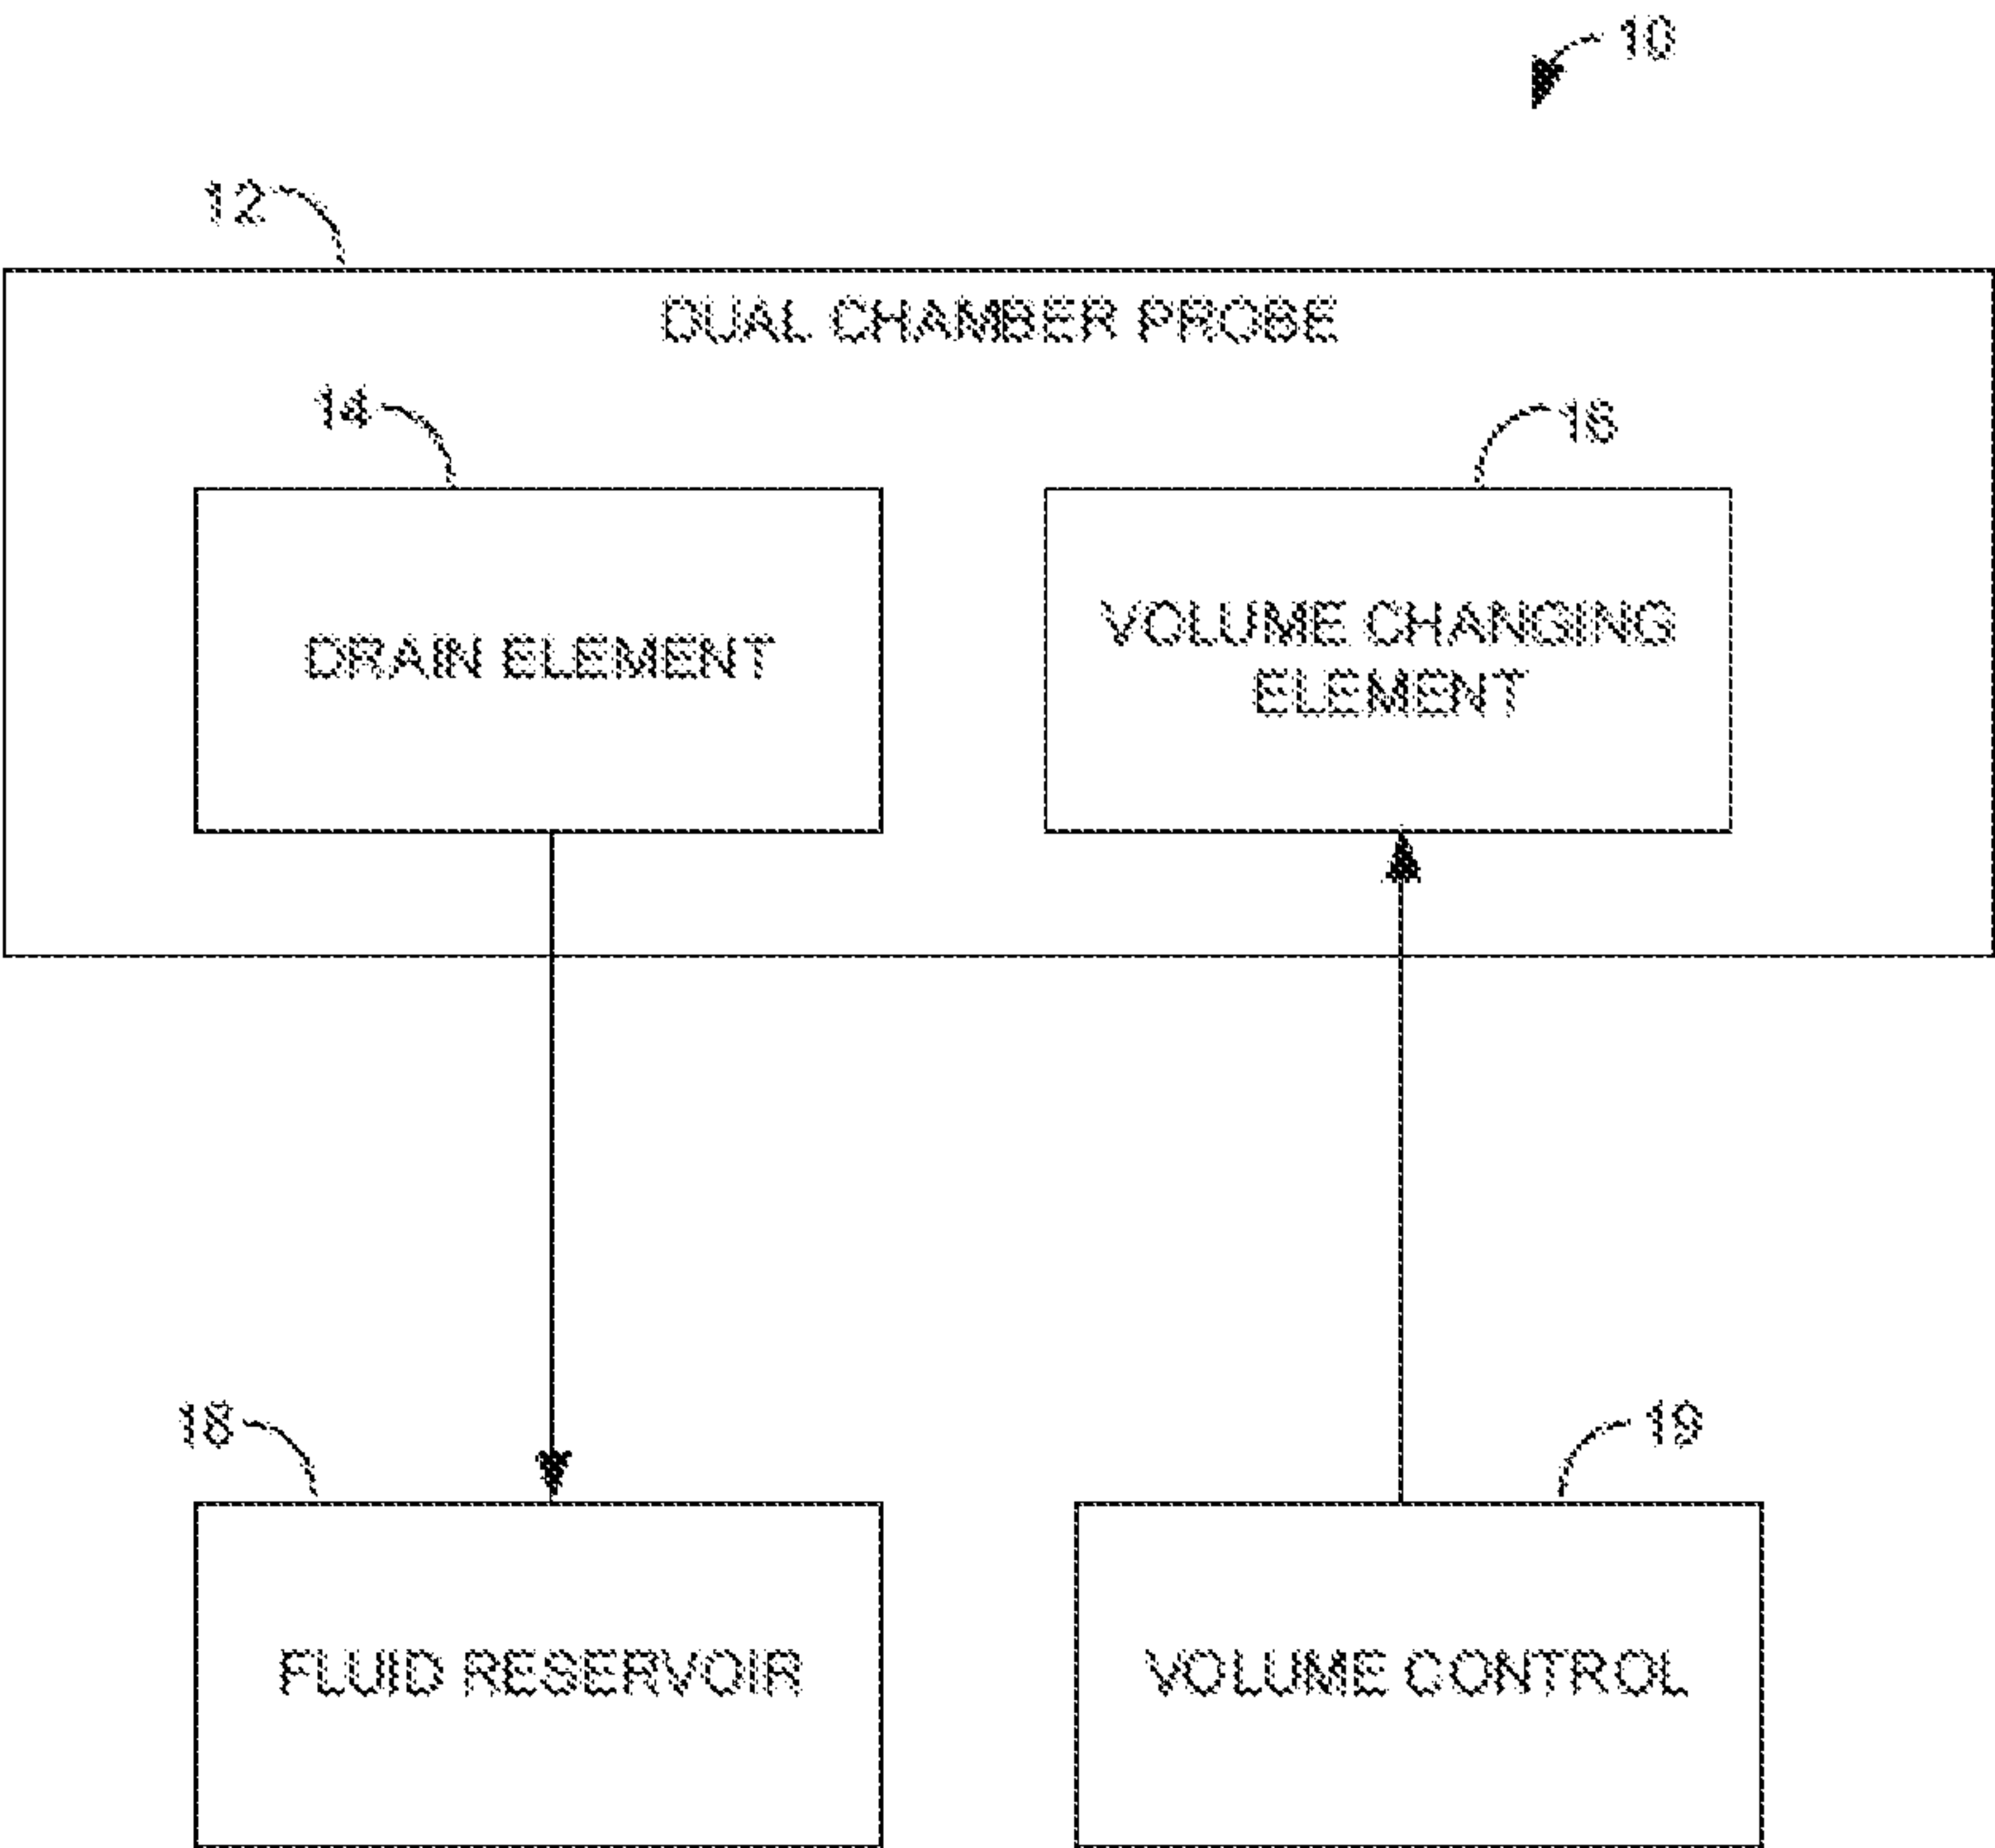 10
12
DUAL CHAMBER PROBE
14
18
DRAIN ELEMENT
VOLUME CHANGING
ELEMENT
16
19
FLUID RESERVOIR
VOLUME CONTROL